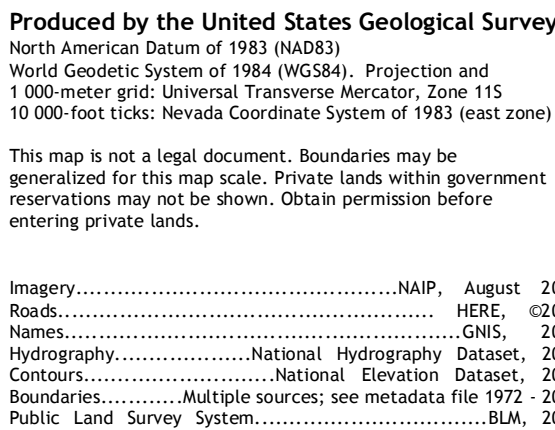 Produced by the United States Geological Survey
North American Datum of 1983 (NAD83)
World Geodetic System of 1984 (WGS84). Projection and
1 000-meter grid: Universal Transverse Mercator, Zone 11S
10 000-foot ticks: Nevada Coordinate System of 1983 (east zone)
This map is not a legal document. Boundaries may be
generalized for this map scale. Private lands within government
reservations may not be shown. Obtain permission before
entering private lands.
Imagery................................................NAIP, August
Roads...................................................... HERE,
Names............................................................GNIS,
Hydrography....................National Hydrography Dataset,
Contours............................National Elevation Dataset,
Boundaries............Multiple sources; see metadata file 1972 -
Public Land Survey System..................................BLM,